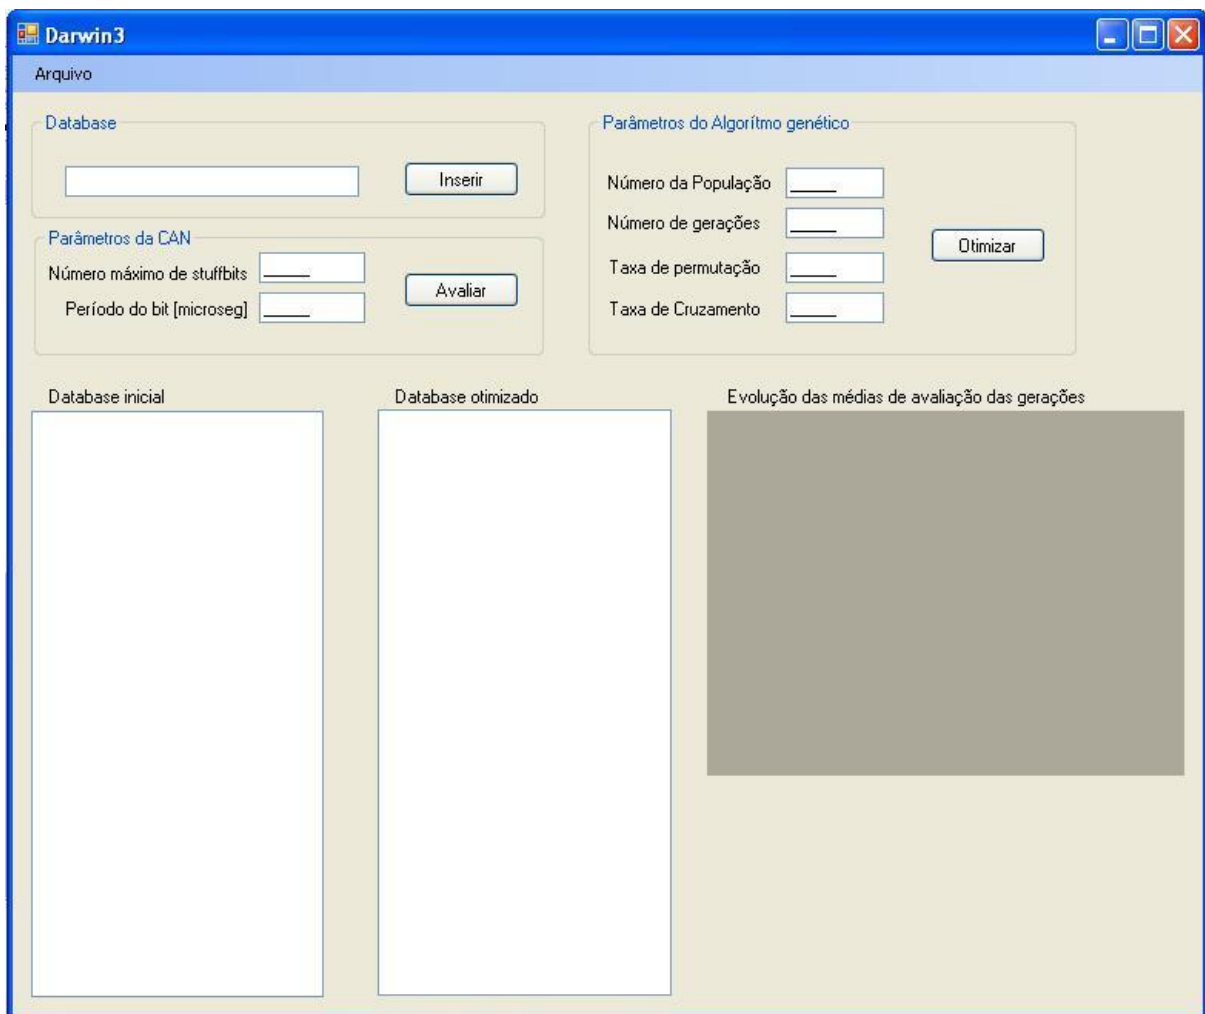 Darwin3
Arquivo
Database
Inserir
Parâmetros da CAN
Número máximo de stuffbits
Período do bit [microseg]
Avaliar
Parâmetros do Algorítmo genético
Número da População
Número de gerações
Taxa de permutação
Taxa de Cruzamento
Otimizar
Database inicial
Database otimizado
Evolução das médias de avaliação das gerações